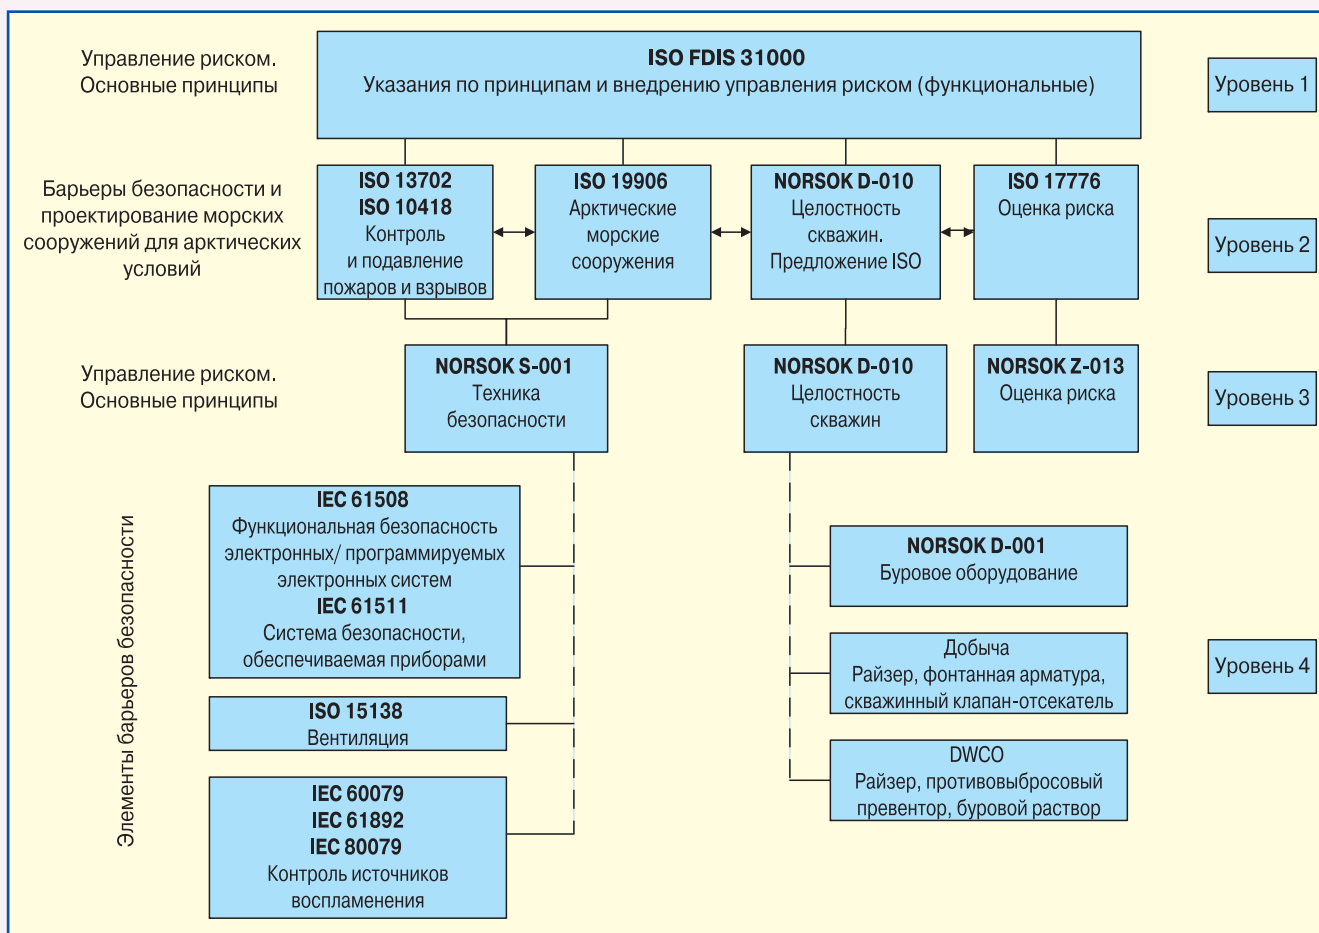 Управление риском.
Основные принципы
ISO FDIS 31000
Указания по принципам и внедрению управления риском (функциональные)
Уровень 1
Барьеры безопасности и
проектирование морских
сооружений для арктических
условий
ISO 13702
ISO 10418
Контроль
и подавление
пожаров и взрывов
ISO 19906
Арктические
морские
сооружения
NORSOK D-010
Целостность
скважин.
Предложение ISO
ISO 17776
Оценка риска
Уровень 2
Управление риском.
Основные принципы
NORSOK S-001
Техника
безопасности
NORSOK D-010
Целостность
скважин
NORSOK Z-013
Оценка риска
Уровень 3
Элементы барьеров безопасности
IEC 61508
Функциональная безопасность
электронных/ программируемых
электронных систем
IEC 61511
Система безопасности,
обеспечиваемая приборами
ISO 15138
Вентиляция
IEC 60079
IEC 61892
IEC 80079
Контроль источников
воспламенения
NORSOK D-001
Буровое оборудование
Добыча
Райзер, фонтанная арматура,
скважинный клапан-отсекатель
DWCO
Райзер, противовыбросовый
превентор, буровой раствор
Уровень 4